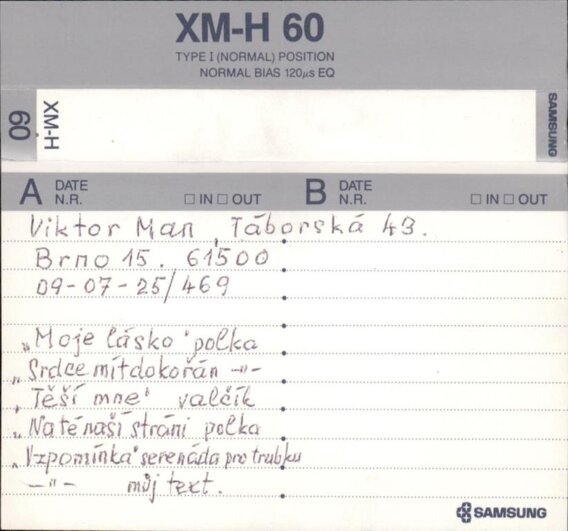 XM-H 60
TYPE I (NORMAL) POSITION
NORMAL BIAS 120µs EQ
60
XM-H
SAMSUNG
A DATE N.R. □ IN □ OUT B DATE N.R. □ IN □ OUT
Viktor Man, Táborská 43.
Brno 15. 61500
09-07-25/469
„Moje lásko" polka
„Srdce mítdokořán -"-
„Těší mne" valčík
„Na té naší stráni polka
„Vzpomínka" serenáda pro trubku
-"- můj text.
SAMSUNG